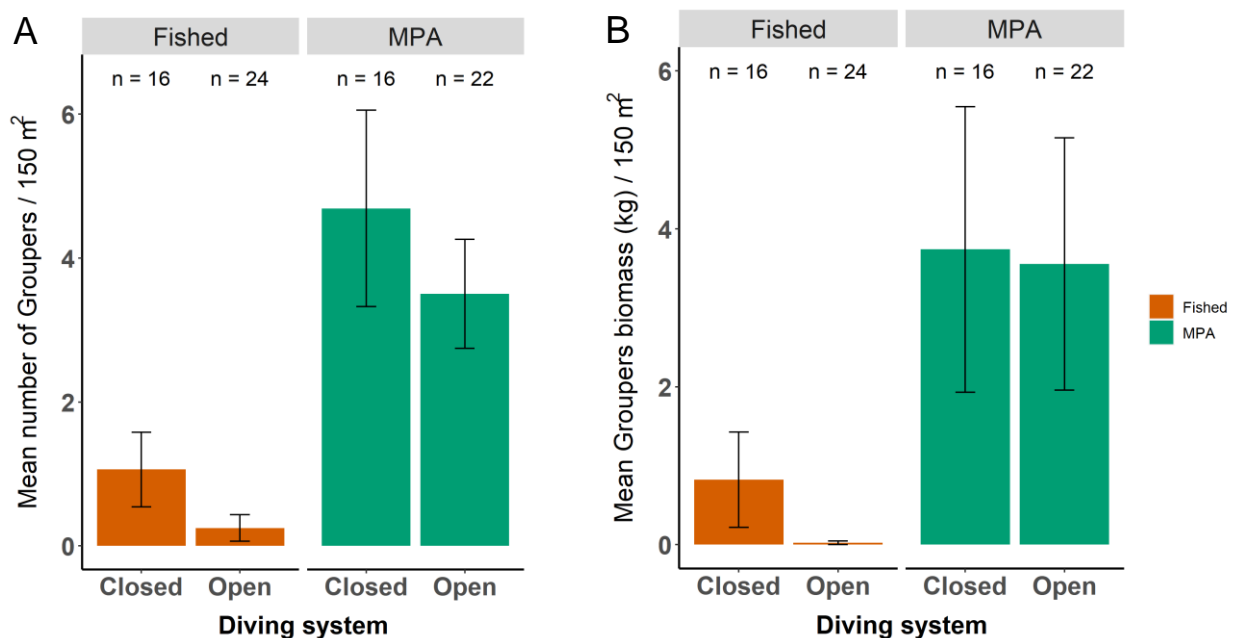 A
Fished
MPA
n = 16
n = 24
n = 16
n = 22
Mean number of Groupers / 150 m²
6
4
2
0
Closed
Open
Closed
Open
Diving system
B
Fished
MPA
n = 16
n = 24
n = 16
n = 22
Mean Groupers biomass (kg) / 150 m²
6
4
2
0
Closed
Open
Closed
Open
Diving system
Fished
MPA